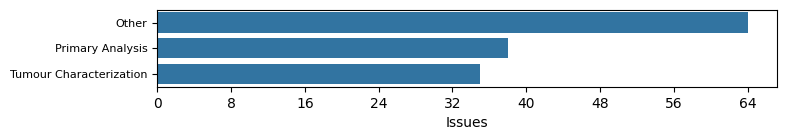 Other
Primary Analysis
Tumour Characterization
0 8 16 24 32 40 48 56 64
Issues